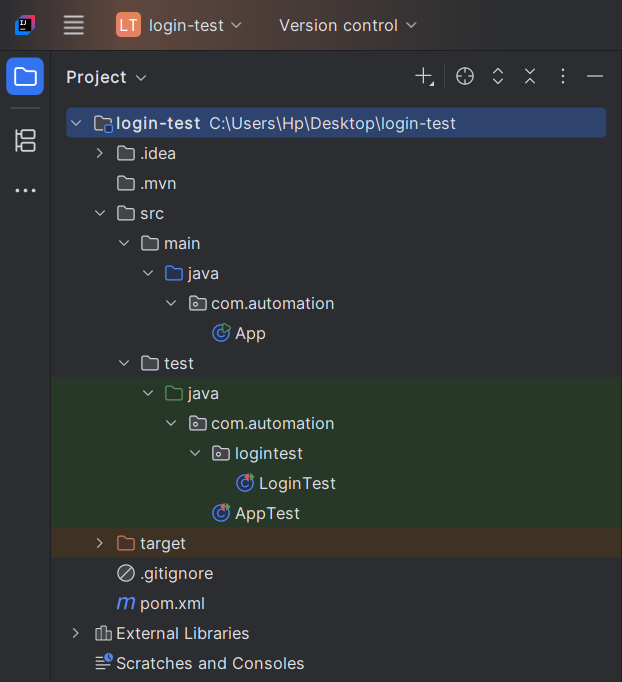 LT login-test Version control
Project
login-test C:\Users\Hp\Desktop\login-test
.idea
.mvn
src
main
java
com.automation
App
test
java
com.automation
logintest
LoginTest
AppTest
target
.gitignore
m pom.xml
External Libraries
Scratches and Consoles